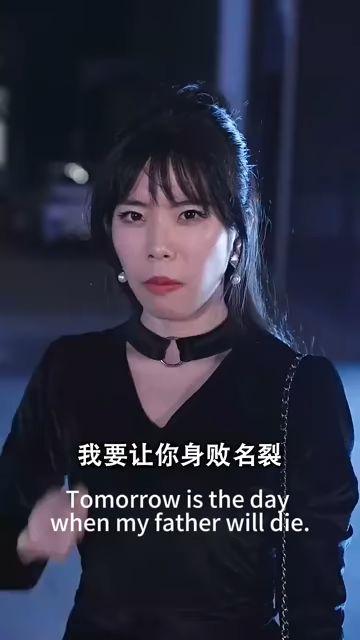 我要让你身败名裂
Tomorrow is the day
when my father will die.